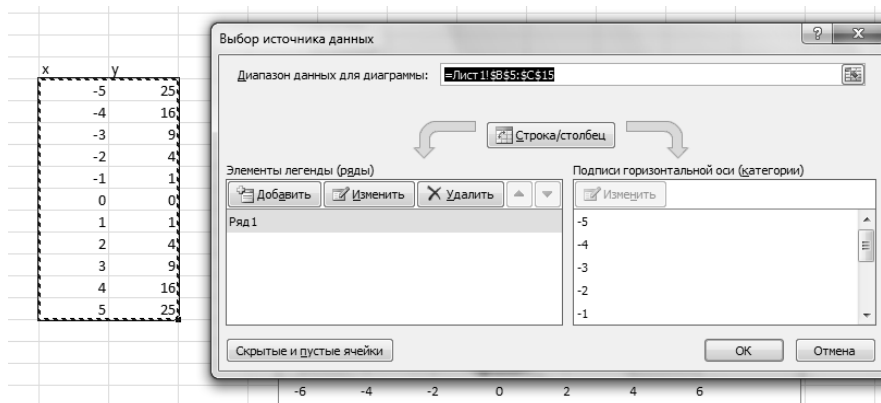 Выбор источника данных
Диапазон данных для диаграммы: =Лист1!$B$5:$C$15
x y
-5 25
-4 16
-3 9
-2 4
-1 1
0 0
1 1
2 4
3 9
4 16
5 25
Строка/столбец
Элементы легенды (ряды)
Добавить Изменить Удалить
Ряд1
Подписи горизонтальной оси (категории)
Изменить
-5
-4
-3
-2
-1
Скрытые и пустые ячейки
OK Отмена
-6 -4 -2 0 2 4 6